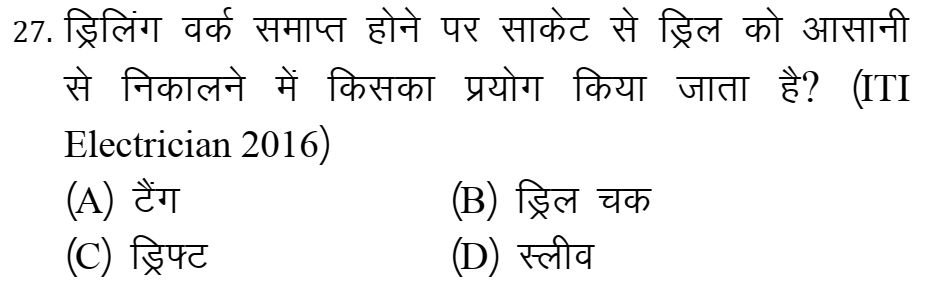 27. ड्रिलिंग वर्क समाप्त होने पर साकेट से ड्रिल को आसानी
से निकालने में किसका प्रयोग किया जाता है? (ITI
Electrician 2016)
(A) टैंग (B) ड्रिल चक
(C) ड्रिफ्ट (D) स्लीव